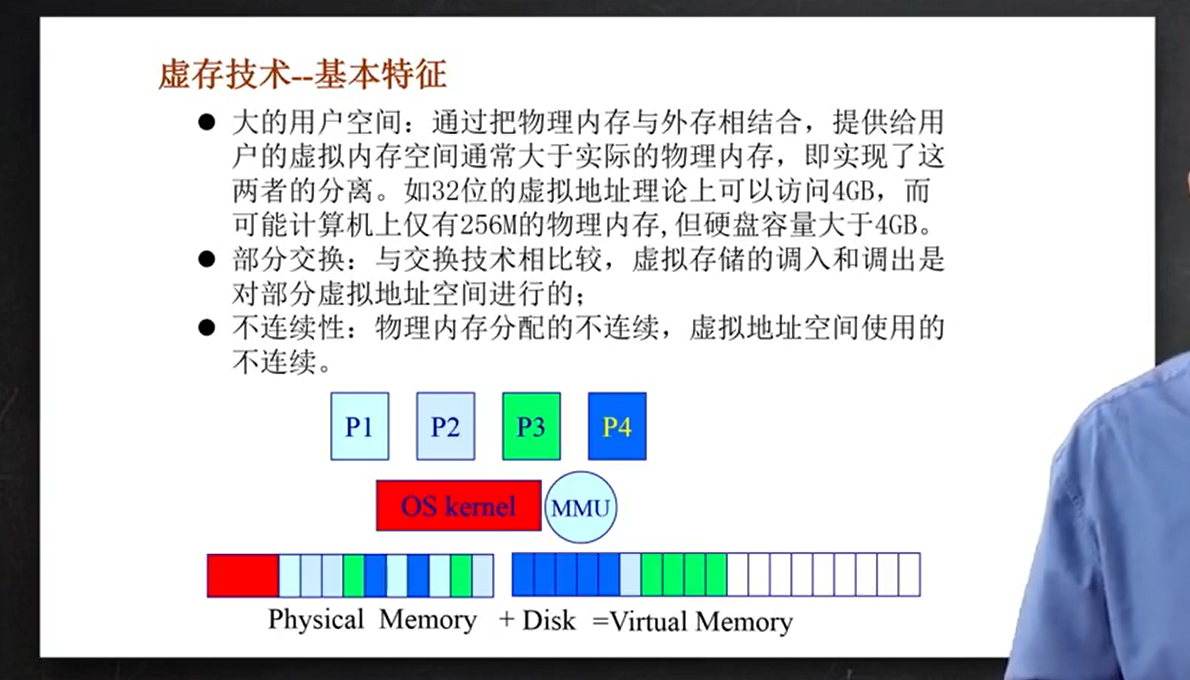 虚存技术--基本特征
● 大的用户空间：通过把物理内存与外存相结合，提供给用
户的虚拟内存空间通常大于实际的物理内存，即实现了这
两者的分离。如32位的虚拟地址理论上可以访问4GB，而
可能计算机上仅有256M的物理内存,但硬盘容量大于4GB。
● 部分交换：与交换技术相比较，虚拟存储的调入和调出是
对部分虚拟地址空间进行的；
● 不连续性：物理内存分配的不连续，虚拟地址空间使用的
不连续。
P1 P2 P3 P4
OS kernel MMU
Physical Memory + Disk =Virtual Memory